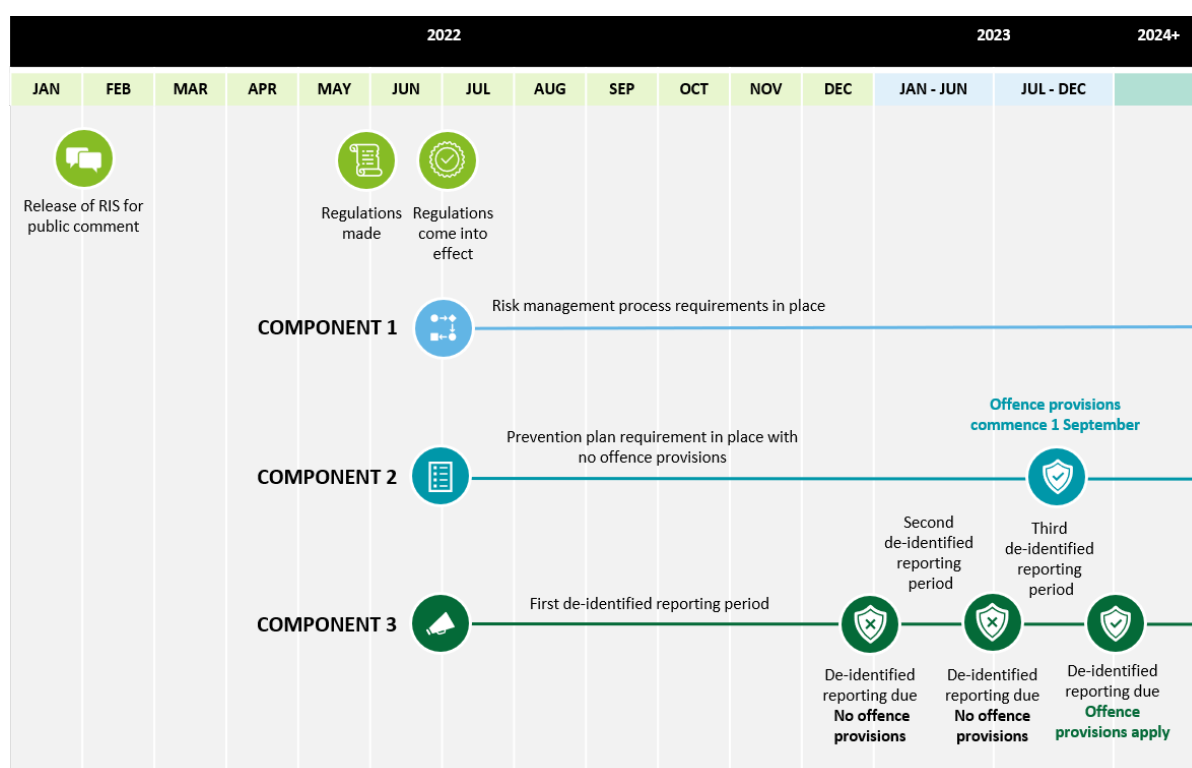 2022
2023
2024+
JAN
FEB
MAR
APR
MAY
JUN
JUL
AUG
SEP
OCT
NOV
DEC
JAN - JUN
JUL - DEC
Release of RIS for
public comment
Regulations
made
Regulations
come into
effect
COMPONENT 1
Risk management process requirements in place
COMPONENT 2
Prevention plan requirement in place with
no offence provisions
Offence provisions
commence 1 September
COMPONENT 3
First de-identified reporting period
Second
de-identified
reporting
period
Third
de-identified
reporting
period
De-identified
reporting due
No offence
provisions
De-identified
reporting due
No offence
provisions
De-identified
reporting due
Offence
provisions apply